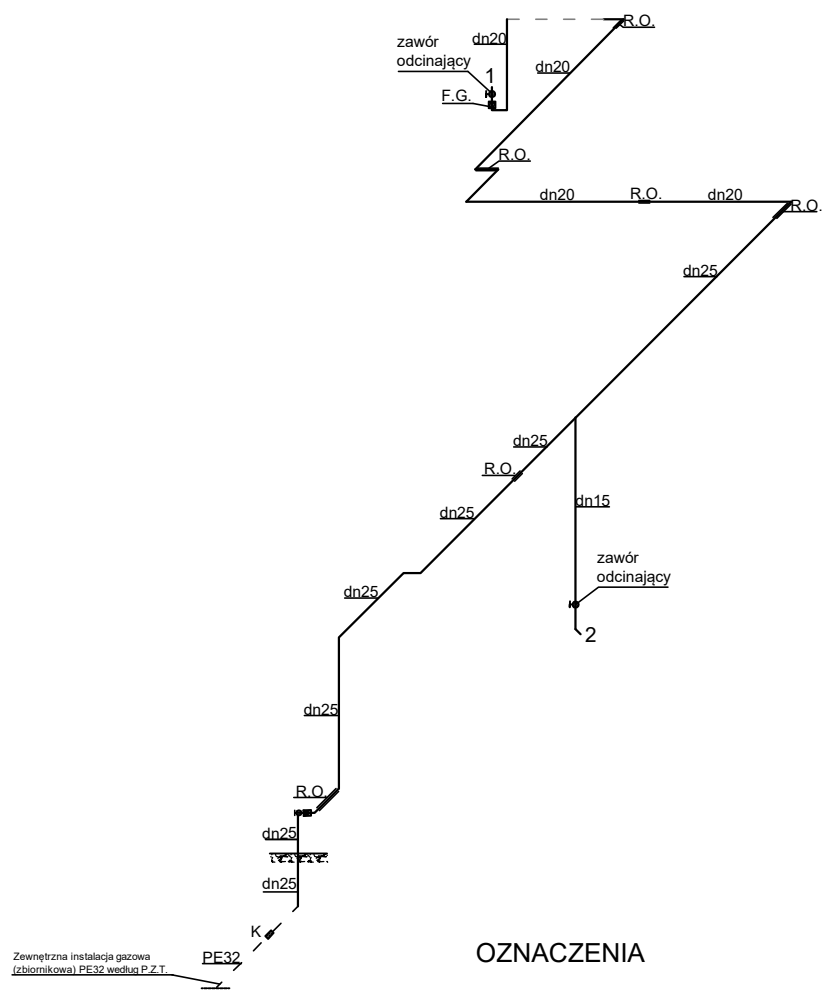 R.O.
dn20
zawór
odcinający
dn20
1
F.G.
R.O.
dn20
R.O.
dn20
R.O.
dn25
dn25
R.O.
dn15
dn25
zawór
odcinający
dn25
2
dn25
R.O.
dn25
dn25
K
PE32
Zewnętrzna instalacja gazowa
(zbiornikowa) PE32 według P.Z.T.
OZNACZENIA